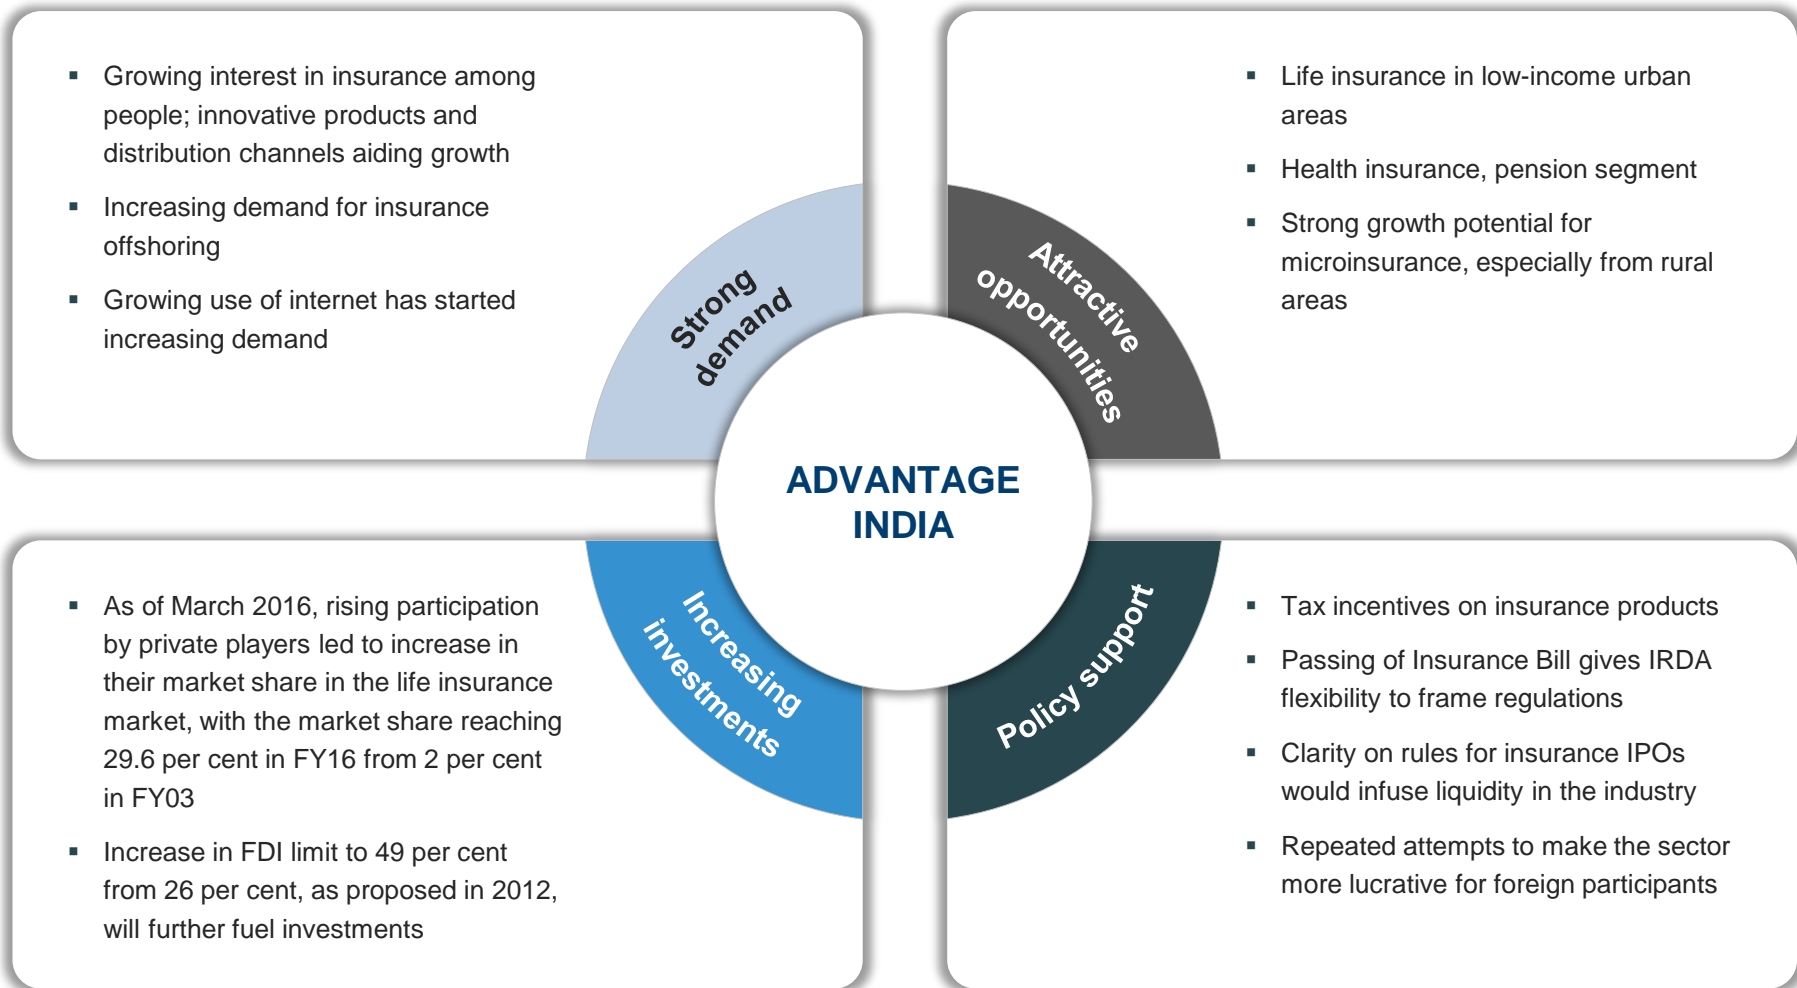 ▪ Growing interest in insurance among
people; innovative products and
distribution channels aiding growth
▪ Increasing demand for insurance
offshoring
▪ Growing use of internet has started
increasing demand
Strong
demand
▪ Life insurance in low-income urban
areas
▪ Health insurance, pension segment
▪ Strong growth potential for
microinsurance, especially from rural
areas
Attractive
opportunities
ADVANTAGE
INDIA
▪ As of March 2016, rising participation
by private players led to increase in
their market share in the life insurance
market, with the market share reaching
29.6 per cent in FY16 from 2 per cent
in FY03
▪ Increase in FDI limit to 49 per cent
from 26 per cent, as proposed in 2012,
will further fuel investments
Increasing
investments
Policy support
▪ Tax incentives on insurance products
▪ Passing of Insurance Bill gives IRDA
flexibility to frame regulations
▪ Clarity on rules for insurance IPOs
would infuse liquidity in the industry
▪ Repeated attempts to make the sector
more lucrative for foreign participants